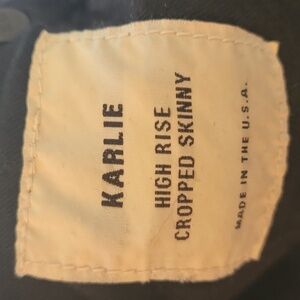 KARLIE
HIGH RISE
CROPPED SKINNY
MADE IN THE U.S.A.